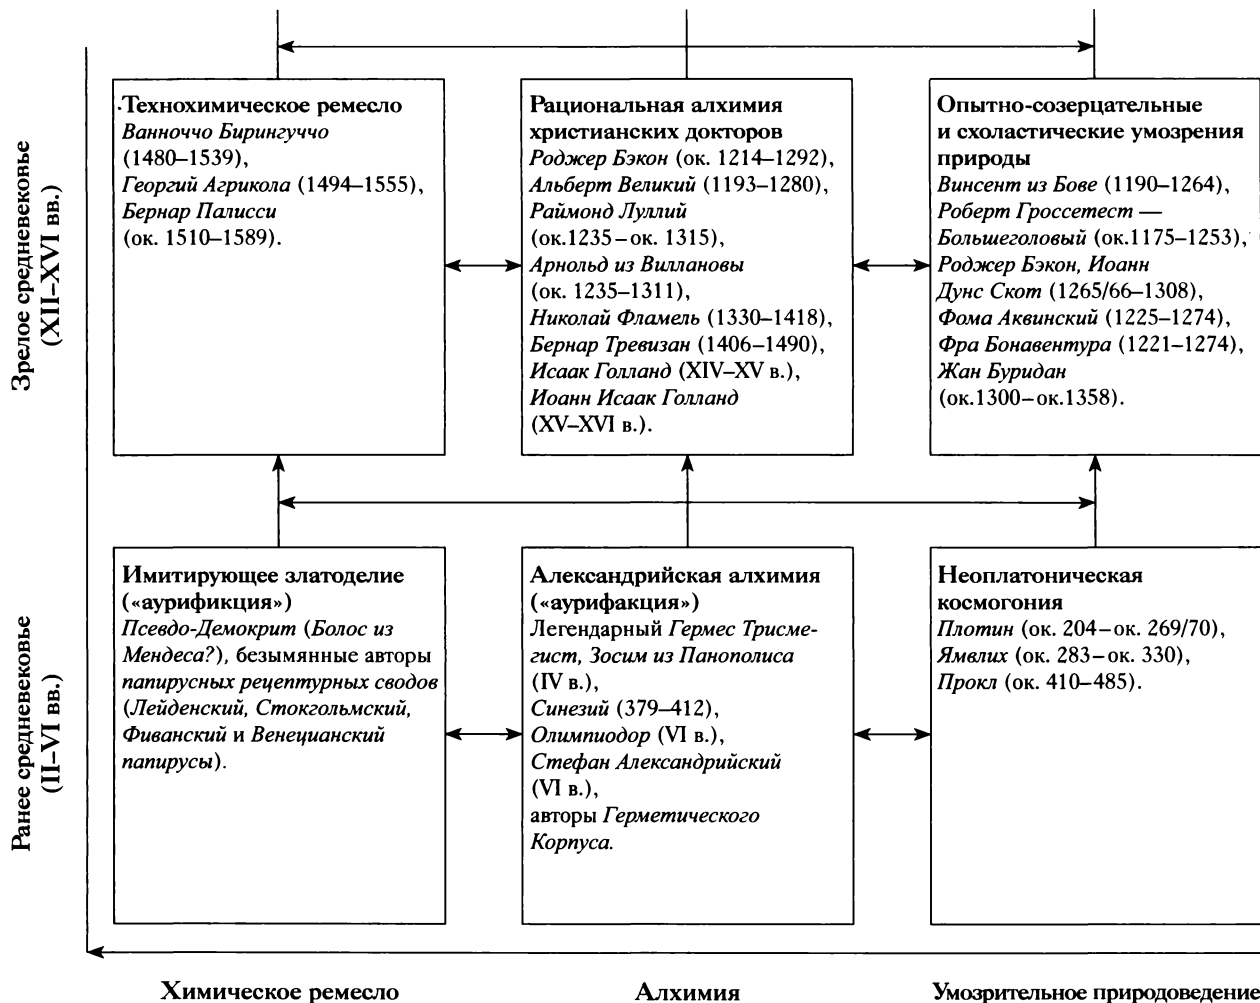 Зрелое средневековье
(XII–XVI вв.)
Технохимическое ремесло
Ванноччо Бирингуччо
(1480–1539),
Георгий Агрикола (1494–1555),
Бернар Палисси
(ок. 1510–1589).
Рациональная алхимия
христианских докторов
Роджер Бэкон (ок. 1214–1292),
Альберт Великий (1193–1280),
Раймонд Луллий
(ок.1235– ок. 1315),
Арнольд из Виллановы
(ок. 1235–1311),
Николай Фламель (1330–1418),
Бернар Тревизан (1406–1490),
Исаак Голланд (XIV–XV в.),
Иоанн Исаак Голланд
(XV–XVI в.).
Опытно-созерцательные
и схоластические умозрения
природы
Винсент из Бове (1190–1264),
Роберт Гроссетест —
Большеголовый (ок.1175–1253),
Роджер Бэкон, Иоанн
Дунс Скот (1265/66–1308),
Фома Аквинский (1225–1274),
Фра Бонавентура (1221–1274),
Жан Буридан
(ок.1300– ок.1358).
Ранее средневековье
(II–VI вв.)
Имитирующее златоделие
(«аурификция»)
Псевдо-Демокрит (Болос из
Мендеса?), безымянные авторы
папирусных рецептурных сводов
(Лейденский, Стокгольмский,
Фиванский и Венецианский
папирусы).
Александрийская алхимия
(«аурифакция»)
Легендарный Гермес Трисме-
гист, Зосим из Панополиса
(IV в.),
Синезий (379–412),
Олимпиодор (VI в.),
Стефан Александрийский
(VI в.),
авторы Герметического
Корпуса.
Неоплатоническая
космогония
Плотин (ок. 204– ок. 269/70),
Ямвлих (ок. 283– ок. 330),
Прокл (ок. 410–485).
Химическое ремесло
Алхимия
Умозрительное природоведение